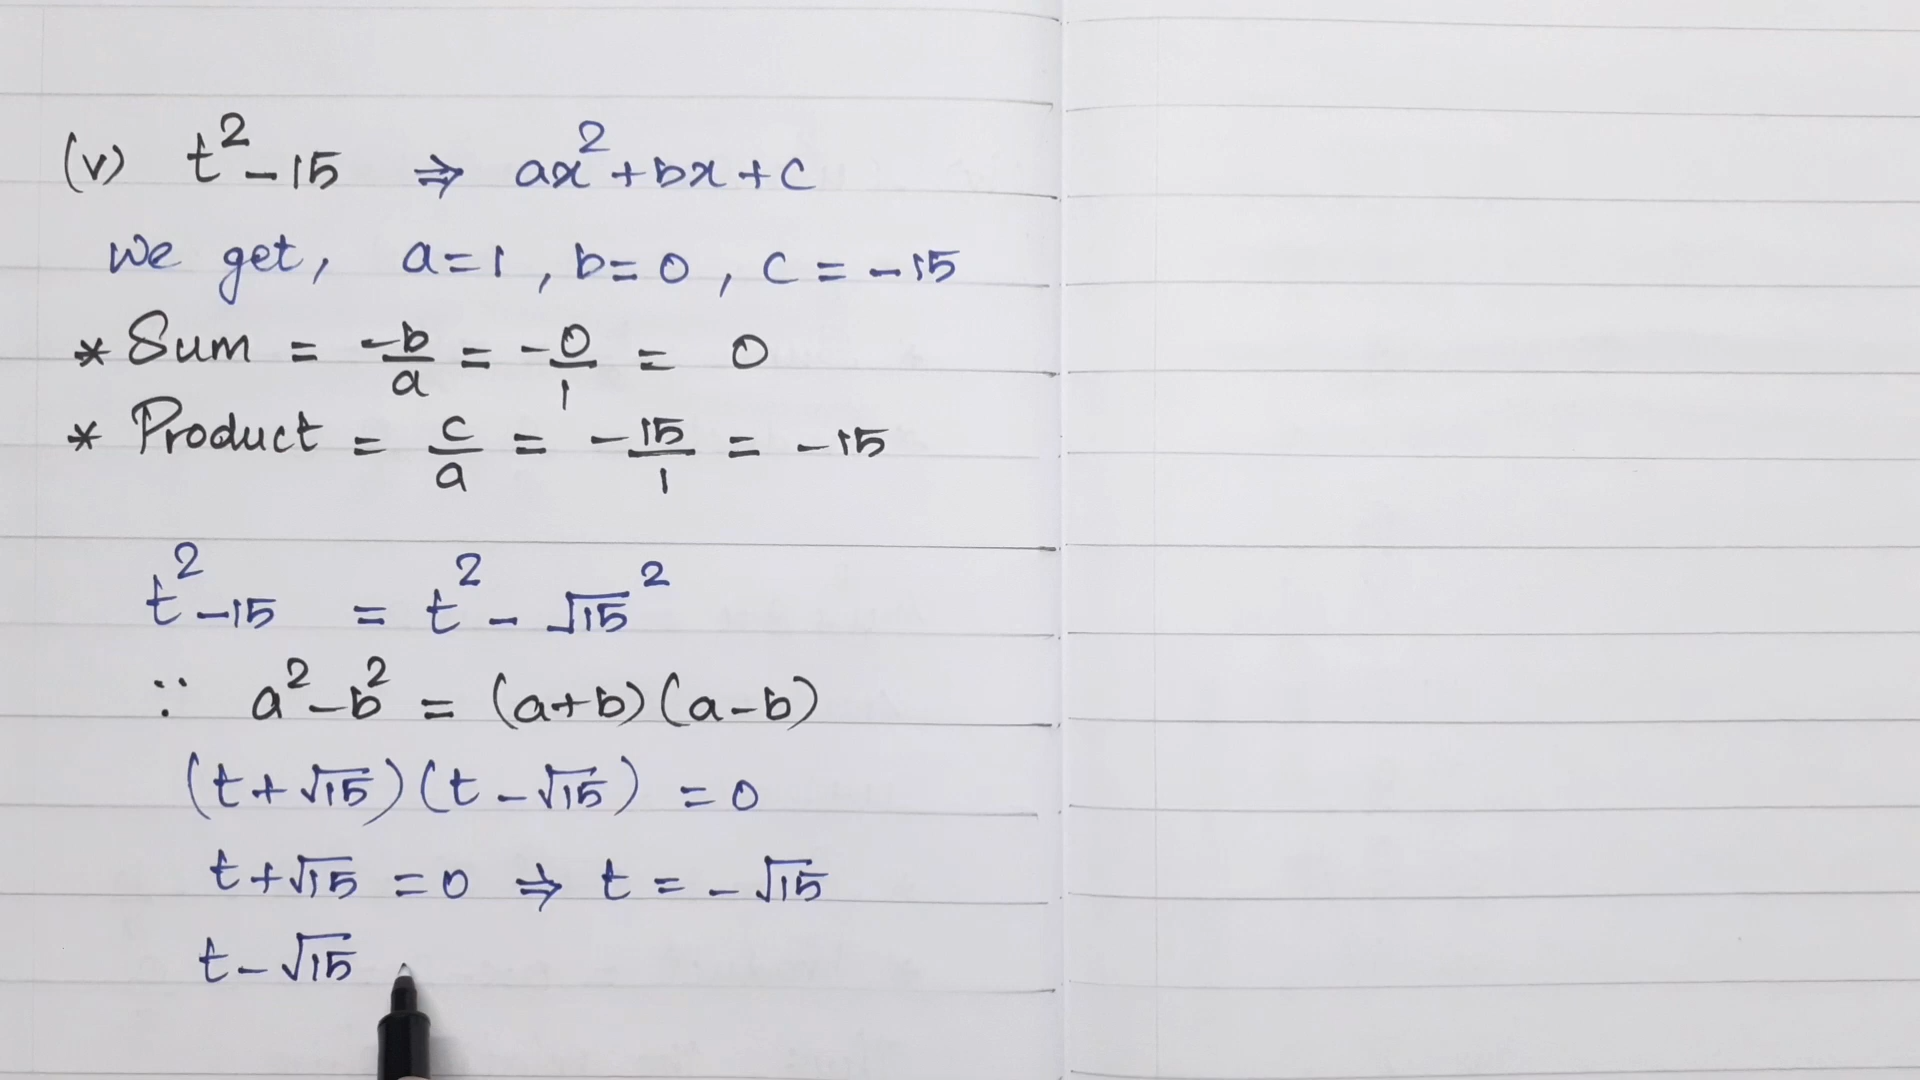 (v) t² - 15 ⇒ ax² + bx + c
We get, a = 1, b = 0, c = -15
* Sum = -b/a = -0/1 = 0
* Product = c/a = -15/1 = -15
t² - 15 = t² - √15²
∵ a² - b² = (a+b)(a-b)
(t + √15)(t - √15) = 0
t + √15 = 0 ⇒ t = -√15
t - √15